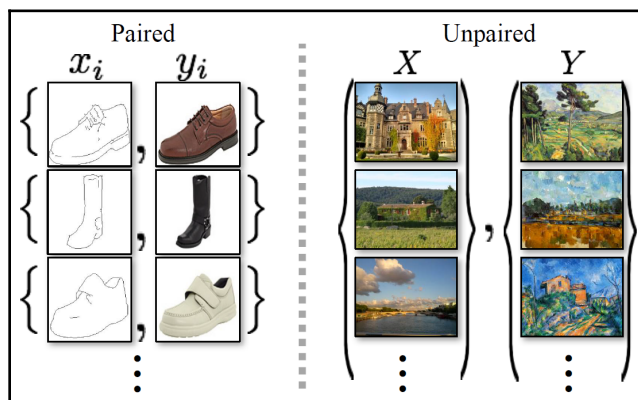 Paired
Unpaired
x_i
y_i
X
Y
{ , }
{ , }
{ , }
{ } , { }
⋮
⋮
⋮